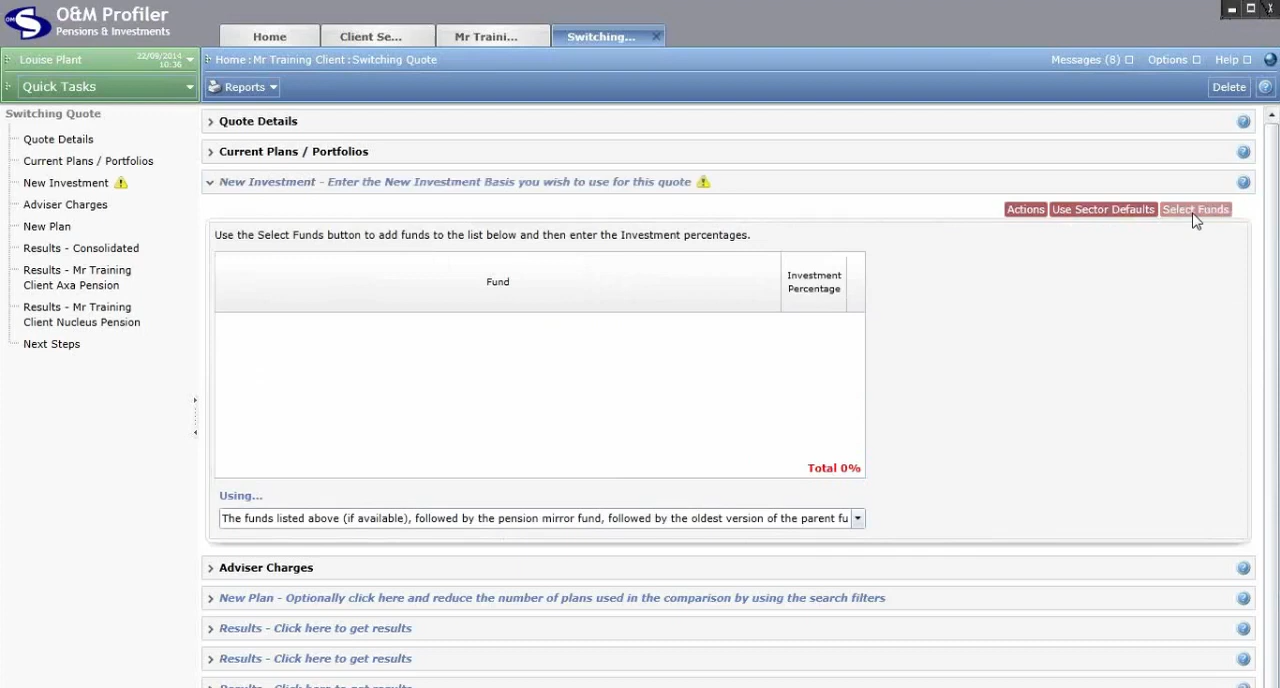 O&M Profiler
Pensions & Investments
Home
Client Se...
Mr Traini...
Switching...
Louise Plant
22/09/2014
10:36
Home : Mr Training Client : Switching Quote
Messages (8)
Options
Help
Quick Tasks
Reports
Delete
Switching Quote
Quote Details
Current Plans / Portfolios
New Investment
Adviser Charges
New Plan
Results - Consolidated
Results - Mr Training
Client Axa Pension
Results - Mr Training
Client Nucleus Pension
Next Steps
Quote Details
Current Plans / Portfolios
New Investment - Enter the New Investment Basis you wish to use for this quote
Actions
Use Sector Defaults
Select Funds
Use the Select Funds button to add funds to the list below and then enter the Investment percentages.
Fund
Investment
Percentage
Total 0%
Using...
The funds listed above (if available), followed by the pension mirror fund, followed by the oldest version of the parent fu
Adviser Charges
New Plan - Optionally click here and reduce the number of plans used in the comparison by using the search filters
Results - Click here to get results
Results - Click here to get results
Results - Click here to get results